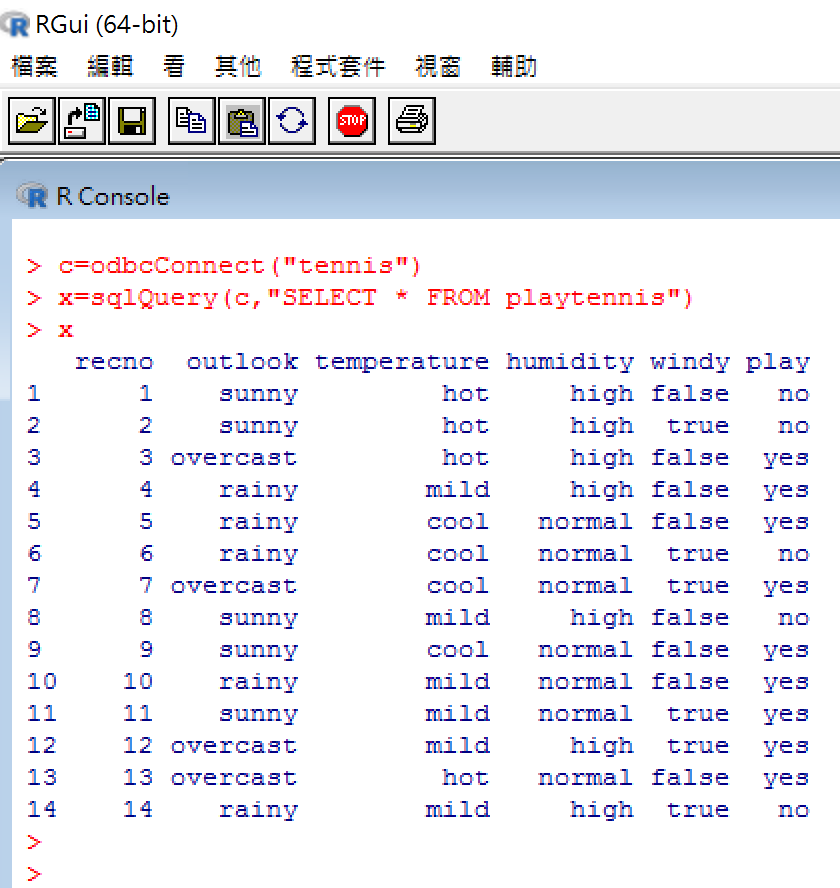 RGui (64-bit)
檔案 編輯 看 其他 程式套件 視窗 輔助
STOP
R Console
> c=odbcConnect("tennis")
> x=sqlQuery(c,"SELECT * FROM playtennis")
> x
recno outlook temperature humidity windy play
1 1 sunny hot high false no
2 2 sunny hot high true no
3 3 overcast hot high false yes
4 4 rainy mild high false yes
5 5 rainy cool normal false yes
6 6 rainy cool normal true no
7 7 overcast cool normal true yes
8 8 sunny mild high false no
9 9 sunny cool normal false yes
10 10 rainy mild normal false yes
11 11 sunny mild normal true yes
12 12 overcast mild high true yes
13 13 overcast hot normal false yes
14 14 rainy mild high true no
>
>